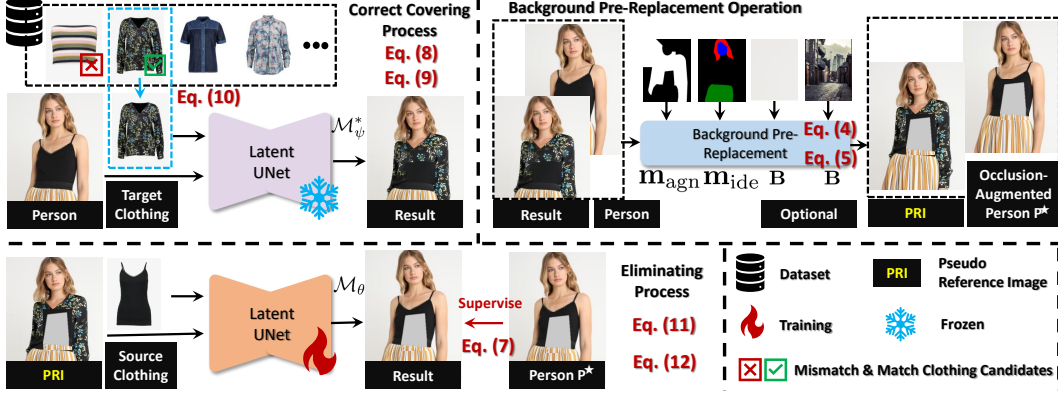 Correct Covering
Process
Eq. (8)
Eq. (9)
Eq. (10)
Latent
UNet
ℳ*ψ
Person
Target
Clothing
Result
Background Pre-Replacement Operation
Background Pre-
Replacement
Eq. (4)
Eq. (5)
m_agn m_ide B B
Result
Person
Optional
PRI
Occlusion-
Augmented
Person P★
PRI
Source
Clothing
Latent
UNet
ℳθ
Result
Supervise
Eq. (7)
Person P★
Eliminating
Process
Eq. (11)
Eq. (12)
Dataset
PRI
Pseudo
Reference Image
Training
Frozen
Mismatch & Match Clothing Candidates